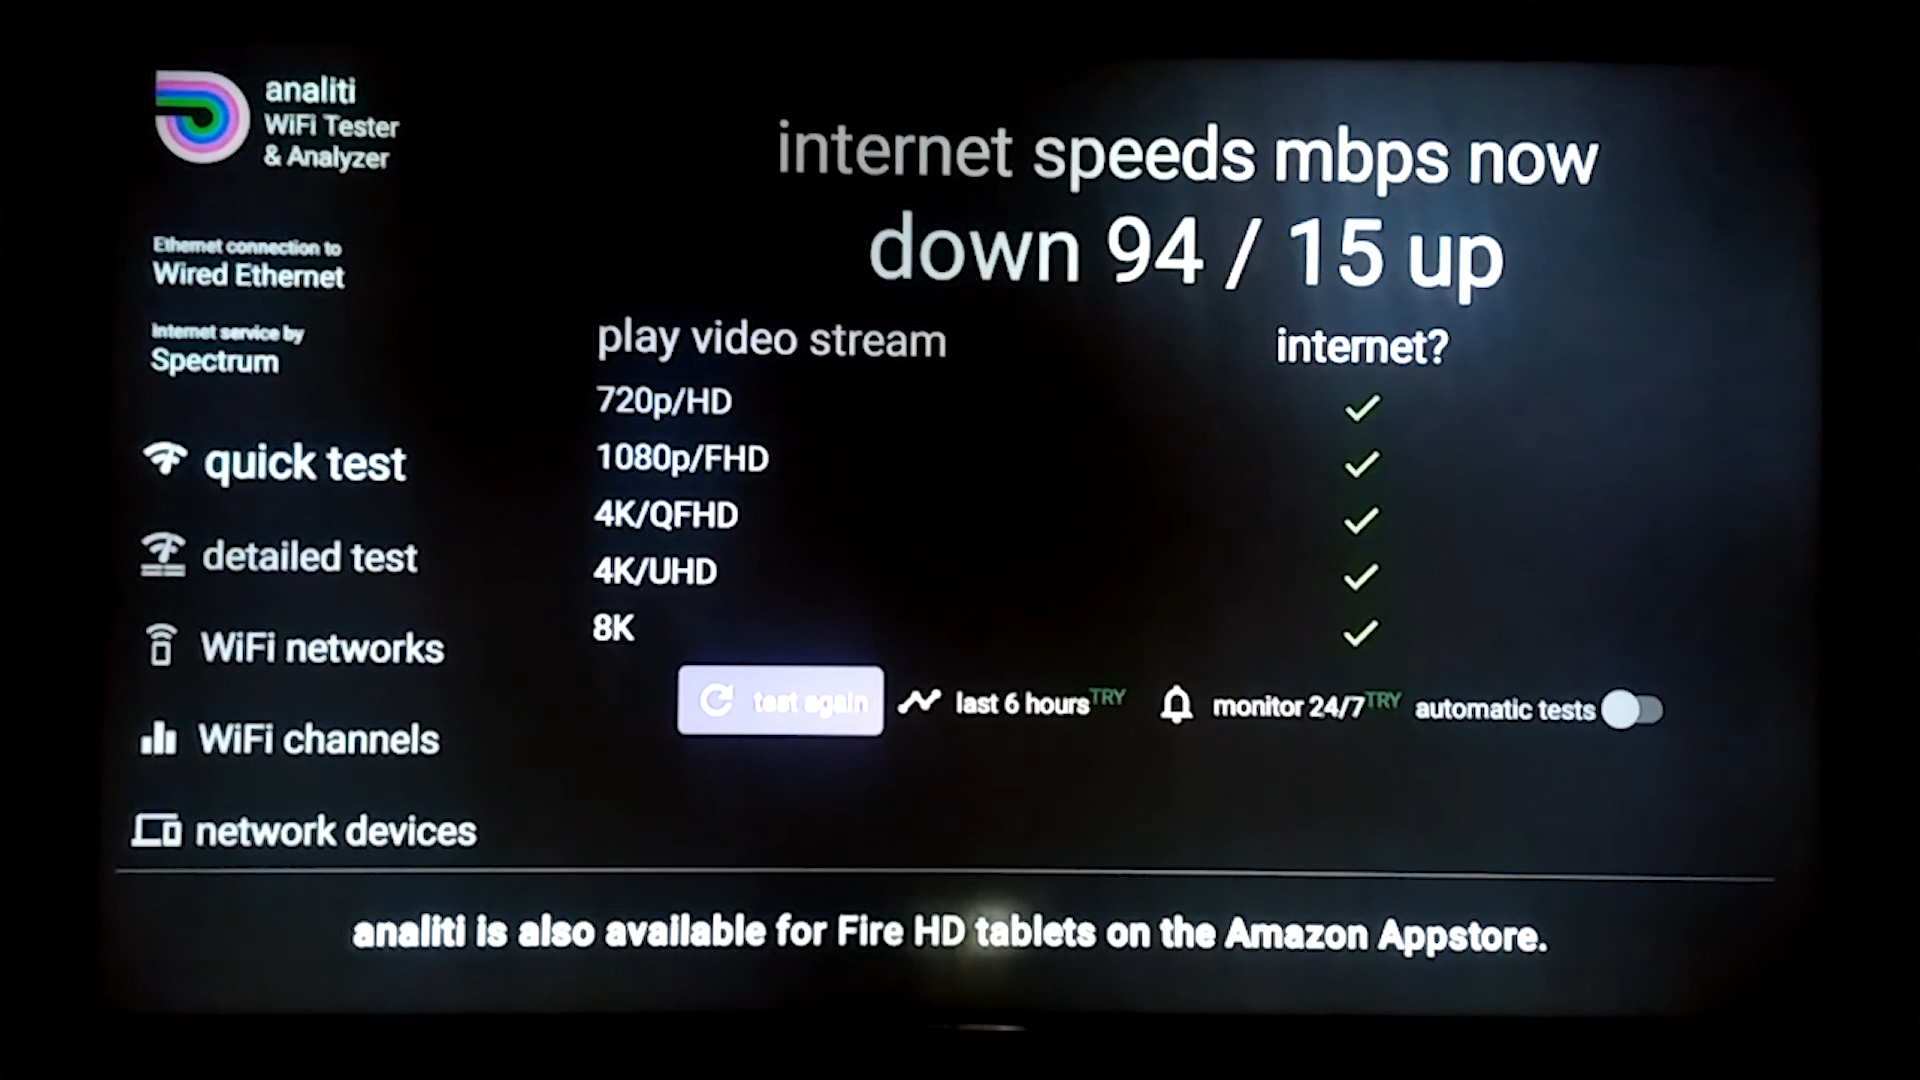 analiti
WiFi Tester
& Analyzer
Ethernet connection to
Wired Ethernet
Internet service by
Spectrum
quick test
detailed test
WiFi networks
WiFi channels
network devices
internet speeds mbps now
down 94 / 15 up
play video stream internet?
720p/HD
1080p/FHD
4K/QFHD
4K/UHD
8K
test again last 6 hours TRY monitor 24/7 TRY automatic tests
analiti is also available for Fire HD tablets on the Amazon Appstore.